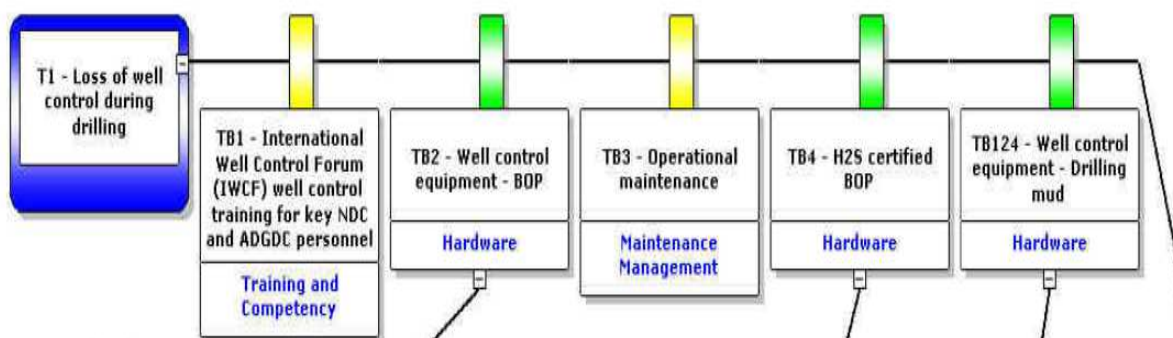 T1 - Loss of well
control during
drilling
TB1 - International
Well Control Forum
(IWCF) well control
training for key NDC
and ADGDC personnel
Training and
Competency
TB2 - Well control
equipment - BOP
Hardware
TB3 - Operational
maintenance
Maintenance
Management
TB4 - H2S certified
BOP
Hardware
TB124 - Well control
equipment - Drilling
mud
Hardware